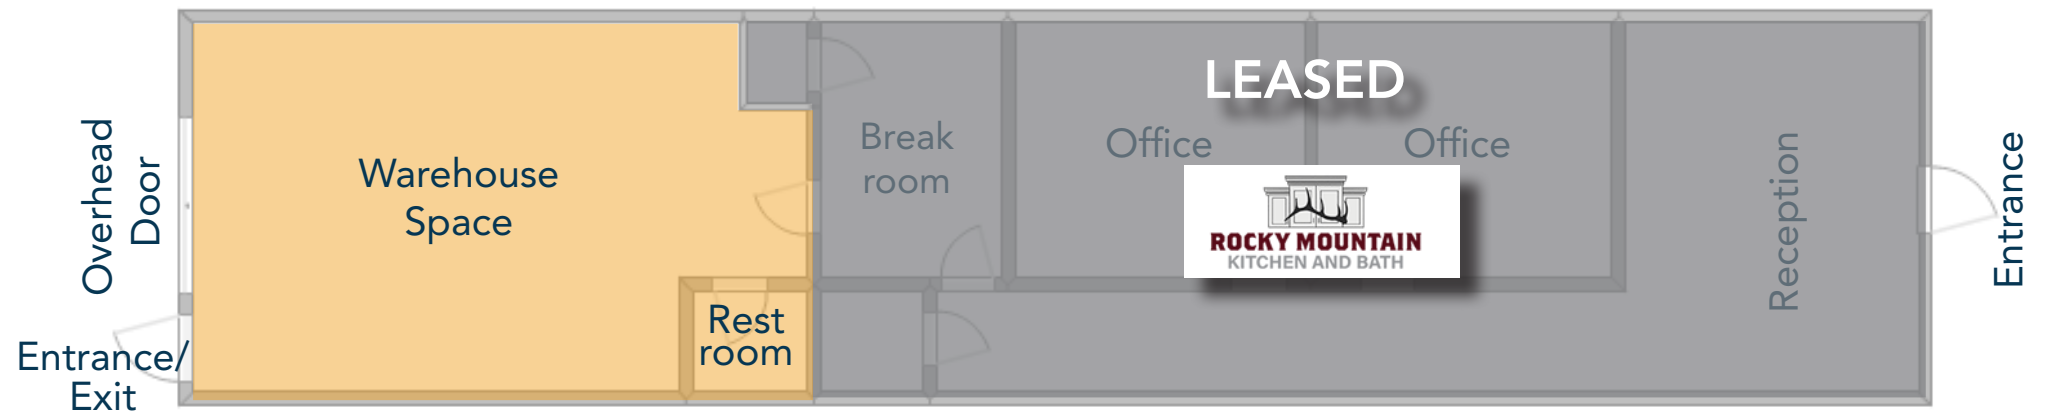 Overhead
Door
Entrance/
Exit
Warehouse
Space
Rest
room
Break
room
LEASED
Office
Office
ROCKY MOUNTAIN
KITCHEN AND BATH
Reception
Entrance